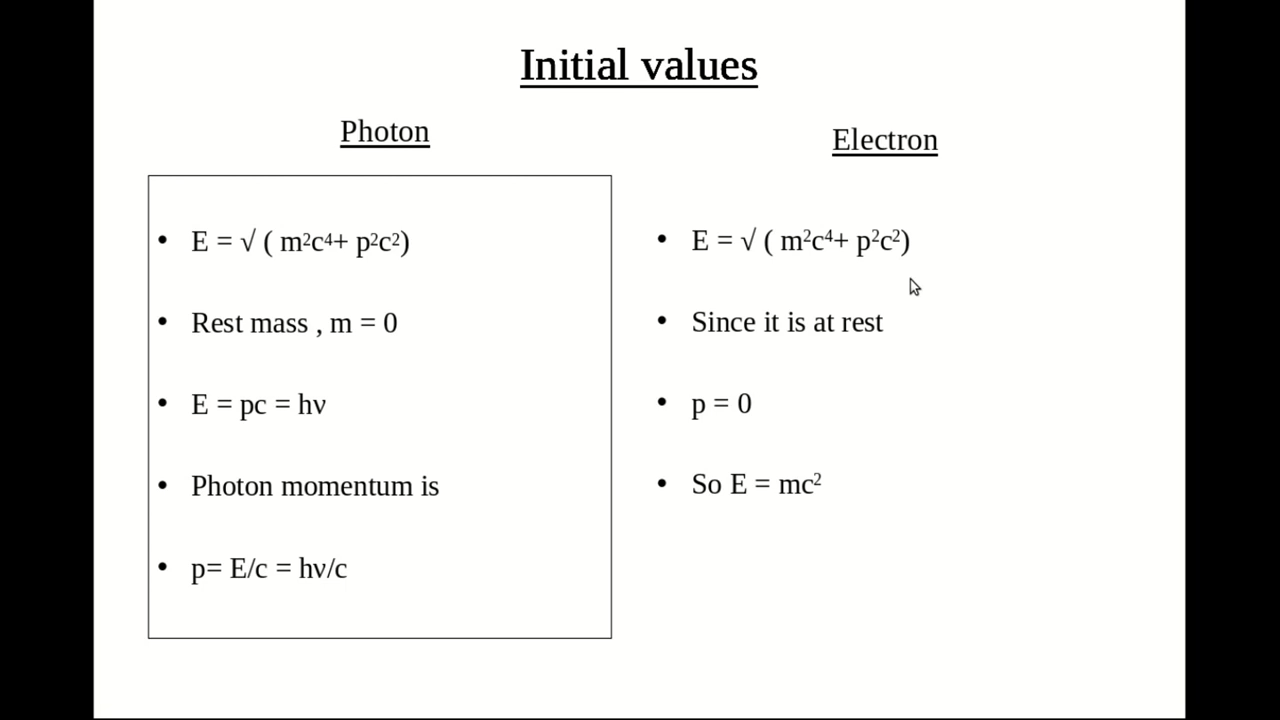 Initial values
Photon
• E = √ ( m²c⁴+ p²c²)
• Rest mass , m = 0
• E = pc = hν
• Photon momentum is
• p= E/c = hν/c
Electron
• E = √ ( m²c⁴+ p²c²)
• Since it is at rest
• p = 0
• So E = mc²